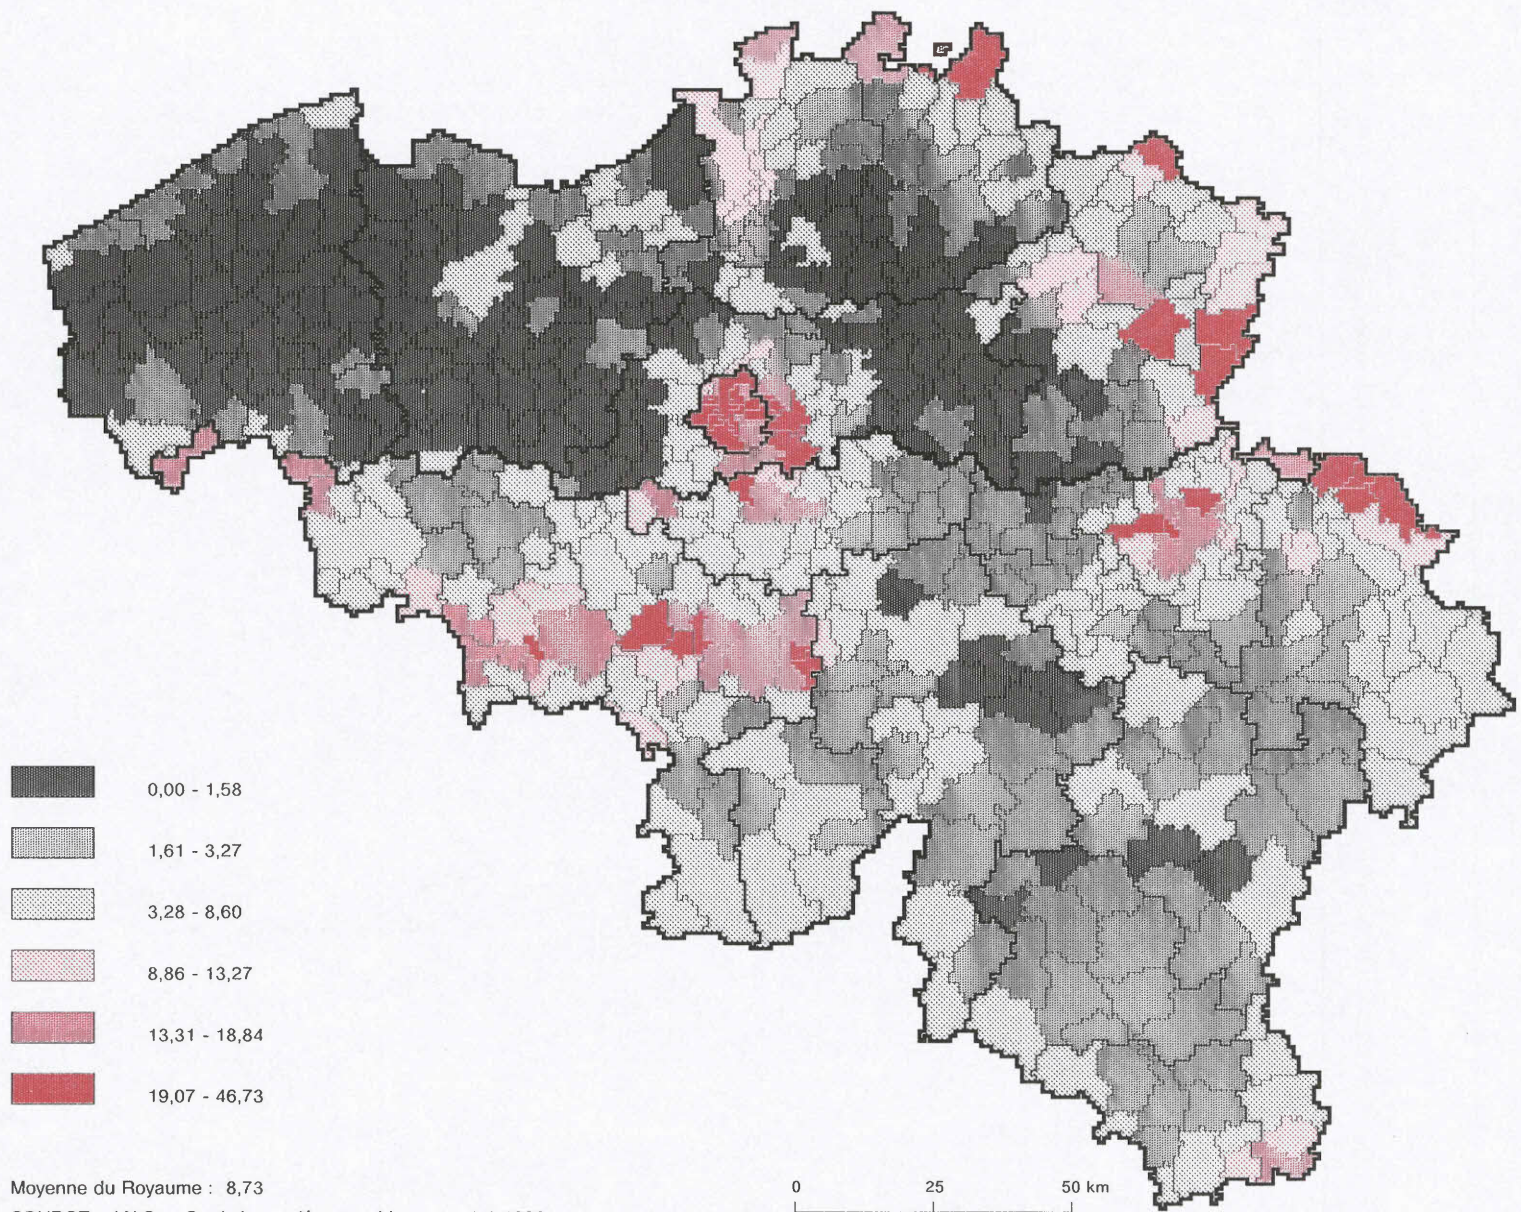 0,00 - 1,58
1,61 - 3,27
3,28 - 8,60
8,86 - 13,27
13,31 - 18,84
19,07 - 46,73
Moyenne du Royaume : 8,73
0 25 50 km